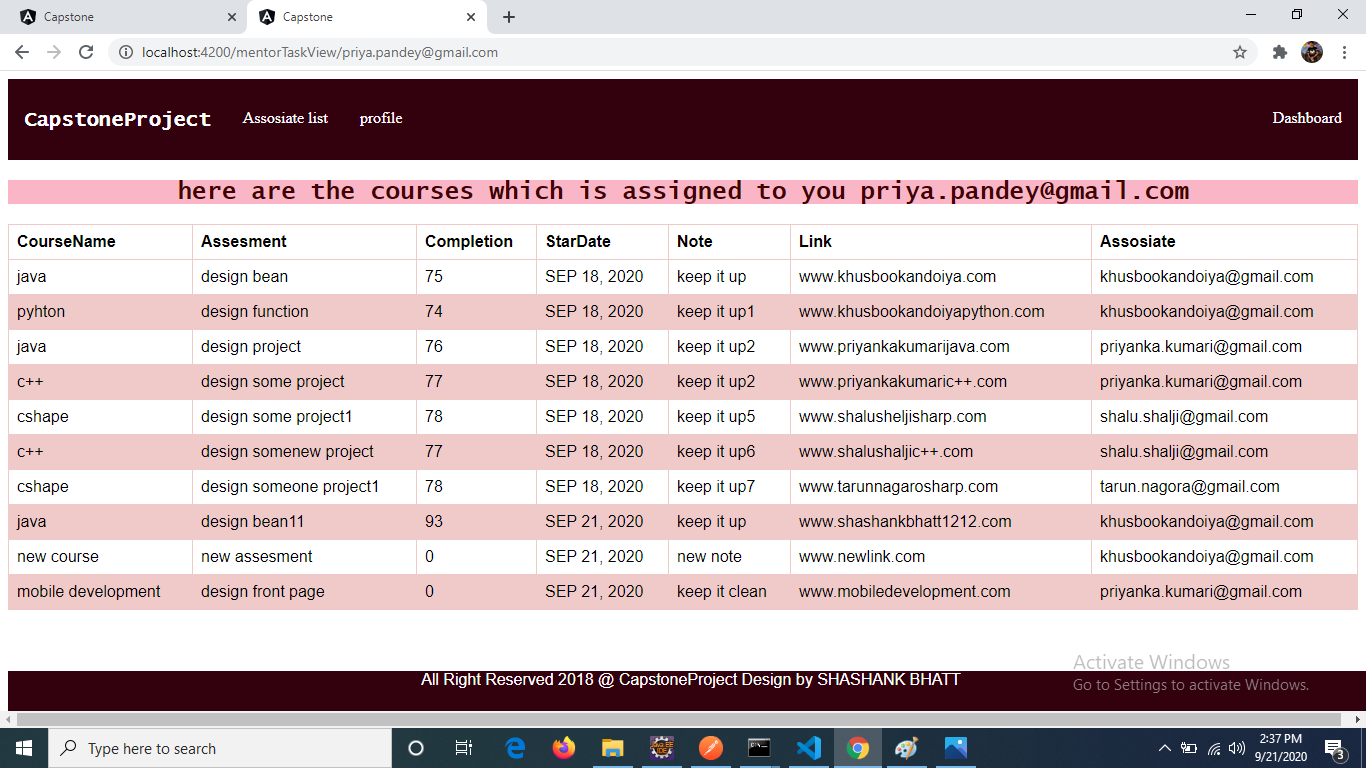 Capstone Capstone
localhost:4200/mentorTaskView/priya.pandey@gmail.com
CapstoneProject Assosiate list profile Dashboard
here are the courses which is assigned to you priya.pandey@gmail.com
CourseName Assesment Completion StarDate Note Link Assosiate
java design bean 75 SEP 18, 2020 keep it up www.khusbookandoiya.com khusbookandoiya@gmail.com
pyhton design function 74 SEP 18, 2020 keep it up1 www.khusbookandoiyapython.com khusbookandoiya@gmail.com
java design project 76 SEP 18, 2020 keep it up2 www.priyankakumarijava.com priyanka.kumari@gmail.com
c++ design some project 77 SEP 18, 2020 keep it up2 www.priyankakumaric++.com priyanka.kumari@gmail.com
cshape design some project1 78 SEP 18, 2020 keep it up5 www.shalusheljisharp.com shalu.shalji@gmail.com
c++ design somenew project 77 SEP 18, 2020 keep it up6 www.shalushaljic++.com shalu.shalji@gmail.com
cshape design someone project1 78 SEP 18, 2020 keep it up7 www.tarunnagarosharp.com tarun.nagora@gmail.com
java design bean11 93 SEP 21, 2020 keep it up www.shashankbhatt1212.com khusbookandoiya@gmail.com
new course new assesment 0 SEP 21, 2020 new note www.newlink.com khusbookandoiya@gmail.com
mobile development design front page 0 SEP 21, 2020 keep it clean www.mobiledevelopment.com priyanka.kumari@gmail.com
Activate Windows
All Right Reserved 2018 @ CapstoneProject Design by SHASHANK BHATT
Go to Settings to activate Windows.
Type here to search
2:37 PM
9/21/2020
3